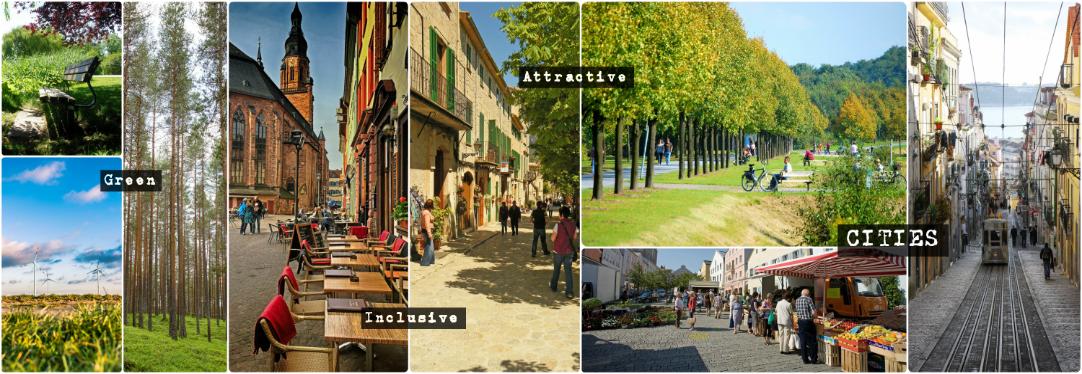 Attractive
Green
CITIES
Inclusive